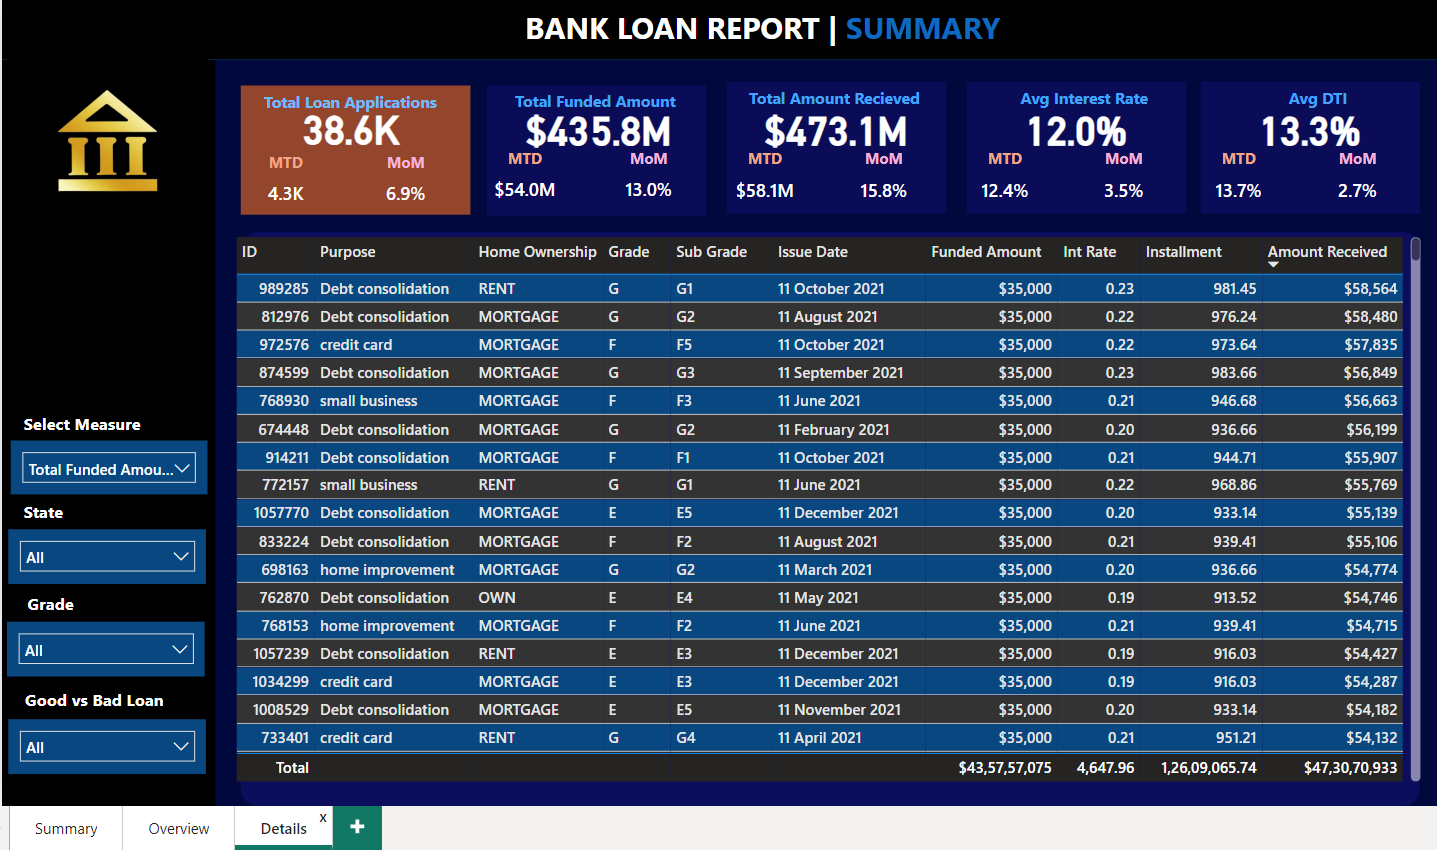 BANK LOAN REPORT | SUMMARY
Total Loan Applications
38.6K
MTD MoM
4.3K 6.9%
Total Funded Amount
$435.8M
MTD MoM
$54.0M 13.0%
Total Amount Recieved
$473.1M
MTD MoM
$58.1M 15.8%
Avg Interest Rate
12.0%
MTD MoM
12.4% 3.5%
Avg DTI
13.3%
MTD MoM
13.7% 2.7%
Select Measure
Total Funded Amou...
State
All
Grade
All
Good vs Bad Loan
All
ID Purpose Home Ownership Grade Sub Grade Issue Date Funded Amount Int Rate Installment Amount Received
989285 Debt consolidation RENT G G1 11 October 2021 $35,000 0.23 981.45 $58,564
812976 Debt consolidation MORTGAGE G G2 11 August 2021 $35,000 0.22 976.24 $58,480
972576 credit card MORTGAGE F F5 11 October 2021 $35,000 0.22 973.64 $57,835
874599 Debt consolidation MORTGAGE G G3 11 September 2021 $35,000 0.23 983.66 $56,849
768930 small business MORTGAGE F F3 11 June 2021 $35,000 0.21 946.68 $56,663
674448 Debt consolidation MORTGAGE G G2 11 February 2021 $35,000 0.20 936.66 $56,199
914211 Debt consolidation MORTGAGE F F1 11 October 2021 $35,000 0.21 944.71 $55,907
772157 small business RENT G G1 11 June 2021 $35,000 0.22 968.86 $55,769
1057770 Debt consolidation MORTGAGE E E5 11 December 2021 $35,000 0.20 933.14 $55,139
833224 Debt consolidation MORTGAGE F F2 11 August 2021 $35,000 0.21 939.41 $55,106
698163 home improvement MORTGAGE G G2 11 March 2021 $35,000 0.20 936.66 $54,774
762870 Debt consolidation OWN E E4 11 May 2021 $35,000 0.19 913.52 $54,746
768153 home improvement MORTGAGE F F2 11 June 2021 $35,000 0.21 939.41 $54,715
1057239 Debt consolidation RENT E E3 11 December 2021 $35,000 0.19 916.03 $54,427
1034299 credit card MORTGAGE E E3 11 December 2021 $35,000 0.19 916.03 $54,287
1008529 Debt consolidation MORTGAGE E E5 11 November 2021 $35,000 0.20 933.14 $54,182
733401 credit card RENT G G4 11 April 2021 $35,000 0.21 951.21 $54,132
Total $43,57,57,075 4,647.96 1,26,09,065.74 $47,30,70,933
Summary Overview Details x +